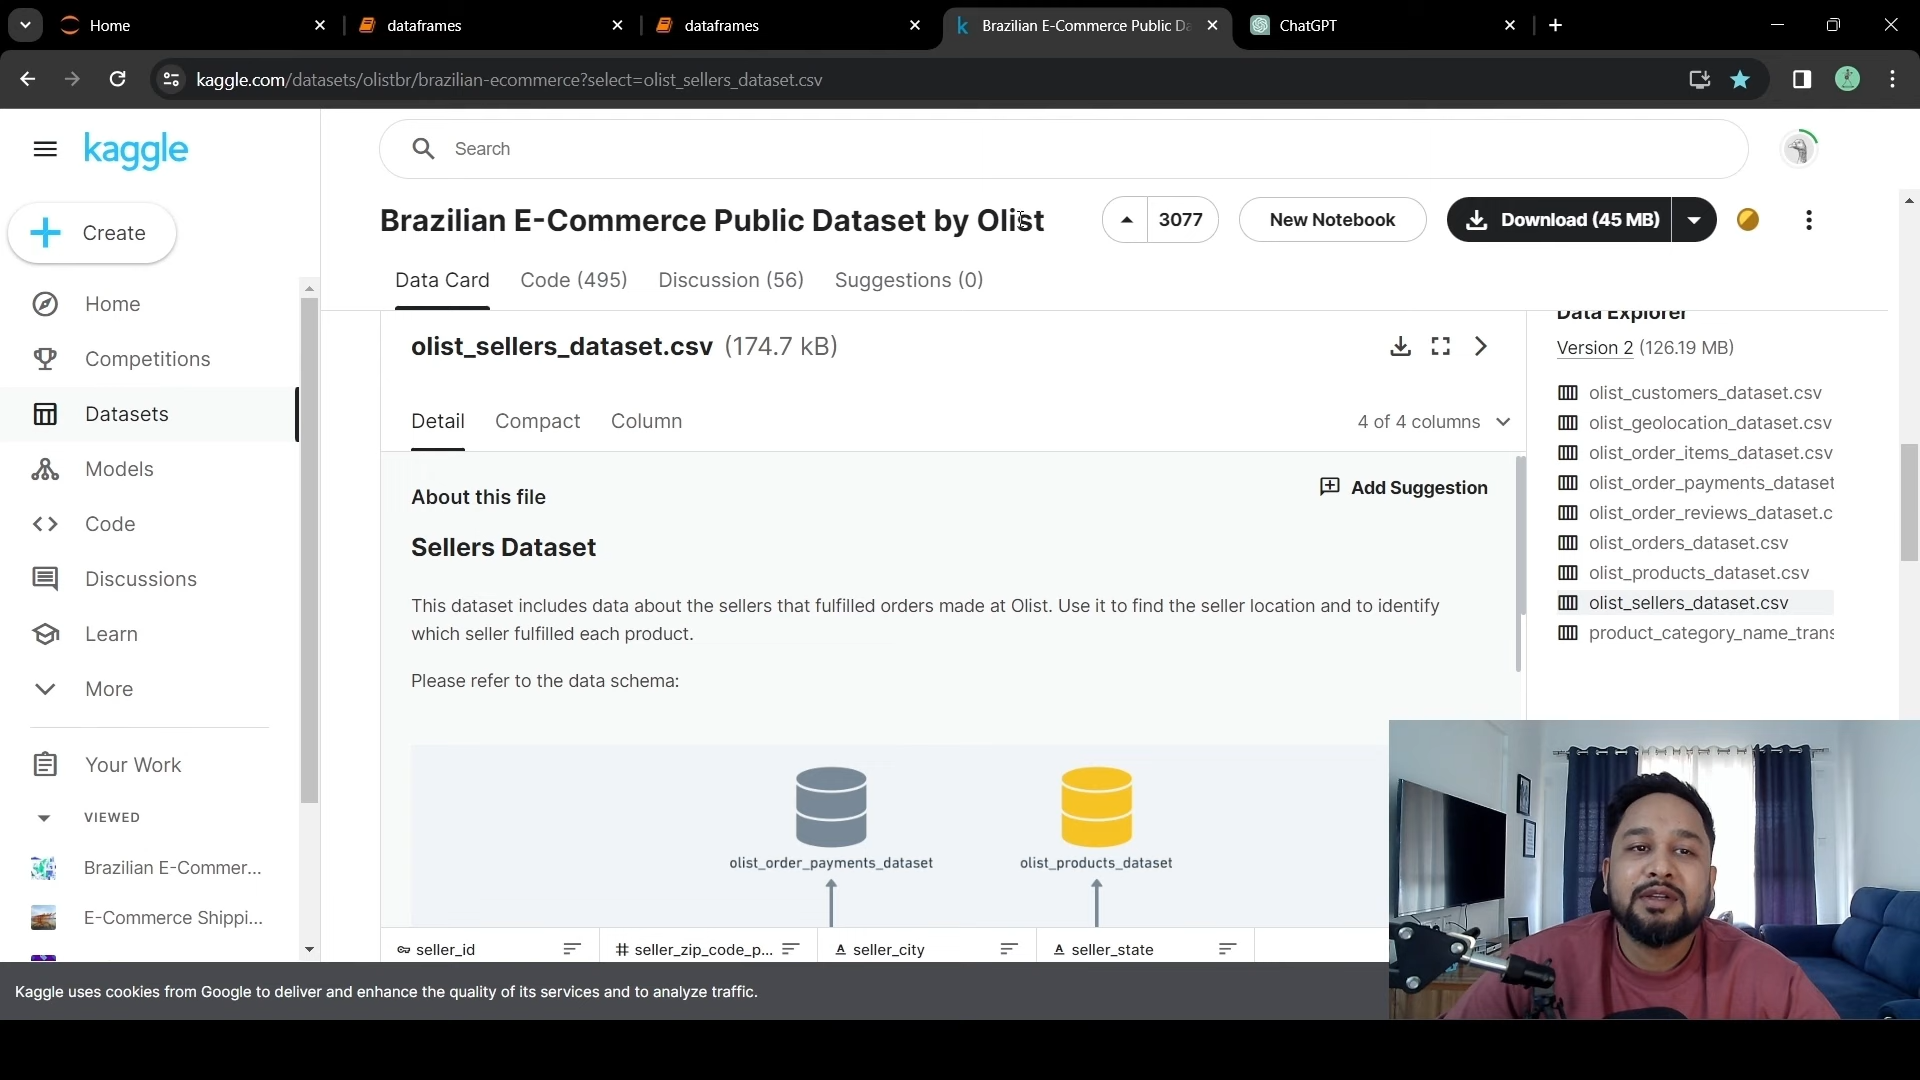 Home
dataframes
dataframes
Brazilian E-Commerce Public Da
ChatGPT
kaggle.com/datasets/olistbr/brazilian-ecommerce?select=olist_sellers_dataset.csv
kaggle
Search
Create
Home
Competitions
Datasets
Models
Code
Discussions
Learn
More
Your Work
VIEWED
Brazilian E-Commer...
E-Commerce Shippi...
Brazilian E-Commerce Public Dataset by Olist
3077
New Notebook
Download (45 MB)
Data Card
Code (495)
Discussion (56)
Suggestions (0)
olist_sellers_dataset.csv (174.7 kB)
Detail
Compact
Column
4 of 4 columns
About this file
Add Suggestion
Sellers Dataset
This dataset includes data about the sellers that fulfilled orders made at Olist. Use it to find the seller location and to identify
which seller fulfilled each product.
Please refer to the data schema:
olist_order_payments_dataset
olist_products_dataset
seller_id
# seller_zip_code_p...
A seller_city
A seller_state
Data Explorer
Version 2 (126.19 MB)
olist_customers_dataset.csv
olist_geolocation_dataset.csv
olist_order_items_dataset.csv
olist_order_payments_dataset
olist_order_reviews_dataset.c
olist_orders_dataset.csv
olist_products_dataset.csv
olist_sellers_dataset.csv
product_category_name_trans
Kaggle uses cookies from Google to deliver and enhance the quality of its services and to analyze traffic.